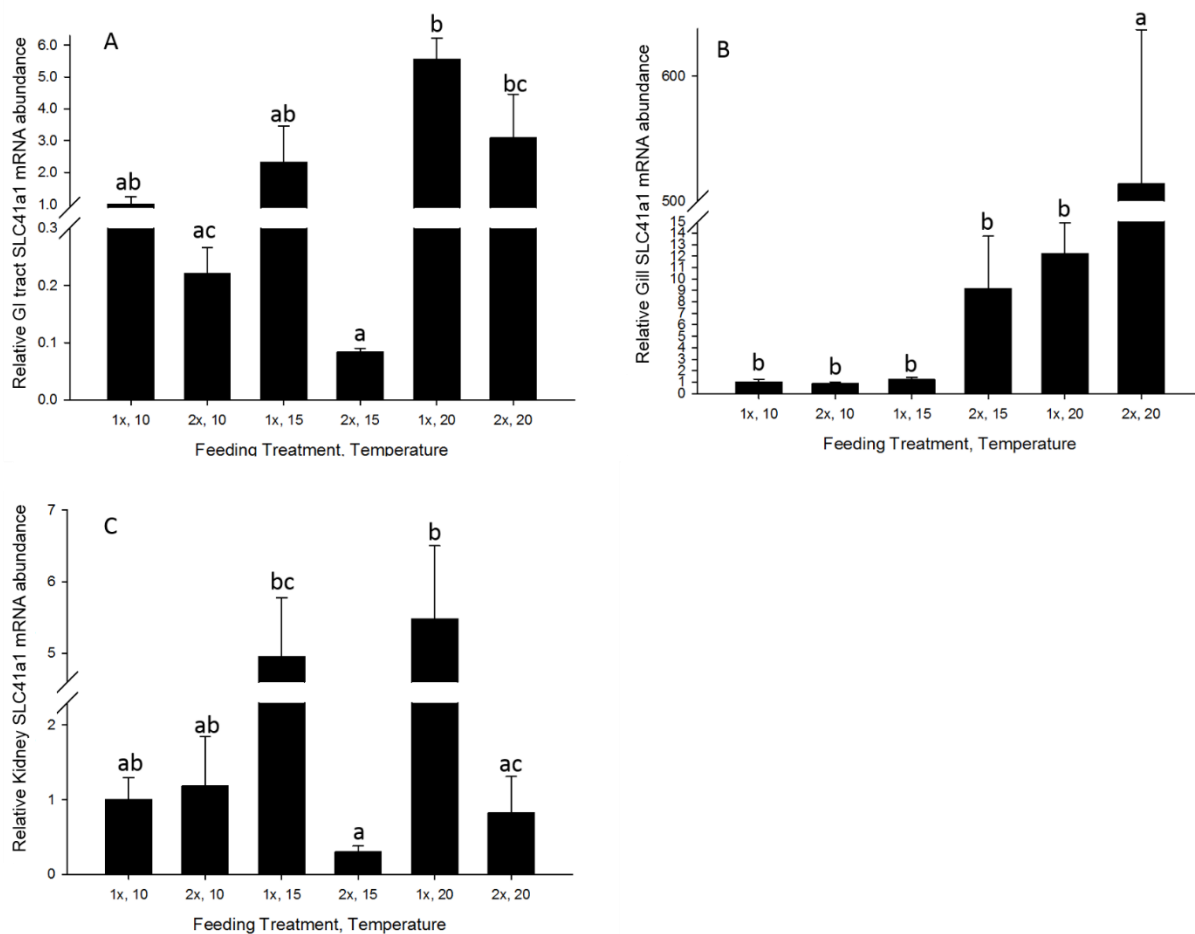 A
Relative GI tract SLC41a1 mRNA abundance
6.0
5.0
4.0
3.0
2.0
1.0
0.3
0.2
0.1
0.0
ab
ac
ab
a
b
bc
1x, 10
2x, 10
1x, 15
2x, 15
1x, 20
2x, 20
Feeding Treatment, Temperature
B
Relative Gill SLC41a1 mRNA abundance
600
500
15
14
13
12
11
10
9
8
7
6
5
4
3
2
1
0
b
b
b
b
b
a
1x, 10
2x, 10
1x, 15
2x, 15
1x, 20
2x, 20
Feeding Treatment, Temperature
C
Relative Kidney SLC41a1 mRNA abundance
7
6
5
2
1
0
ab
ab
bc
a
b
ac
1x, 10
2x, 10
1x, 15
2x, 15
1x, 20
2x, 20
Feeding Treatment, Temperature